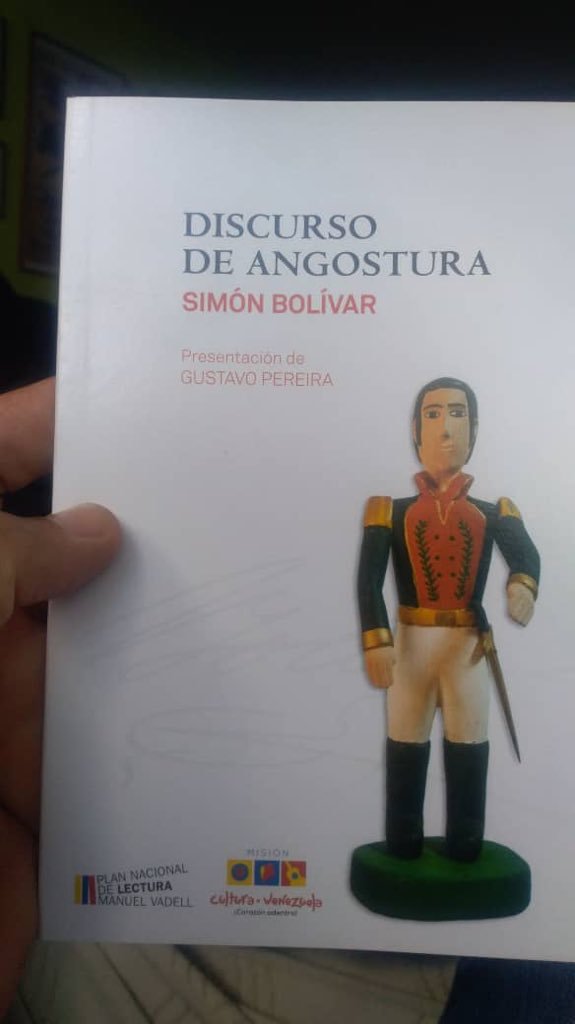 DISCURSO
DE ANGOSTURA
SIMÓN BOLÍVAR
Presentación de
GUSTAVO PEREIRA
PLAN NACIONAL
DE LECTURA
MANUEL VADELL
MISION
cultura · venezuela
¡Corazón adentro!